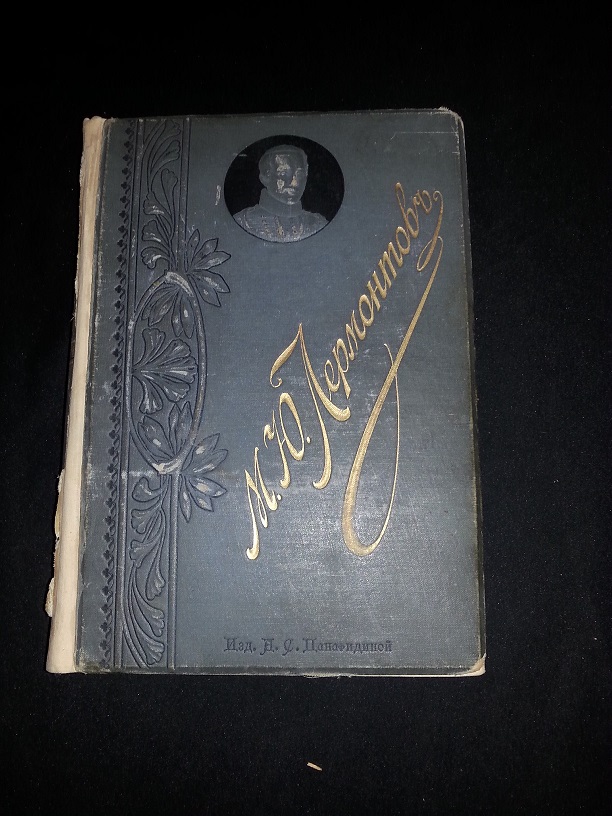 М. Ю. Лермонтовъ
Изд. А. С. Панафидиной